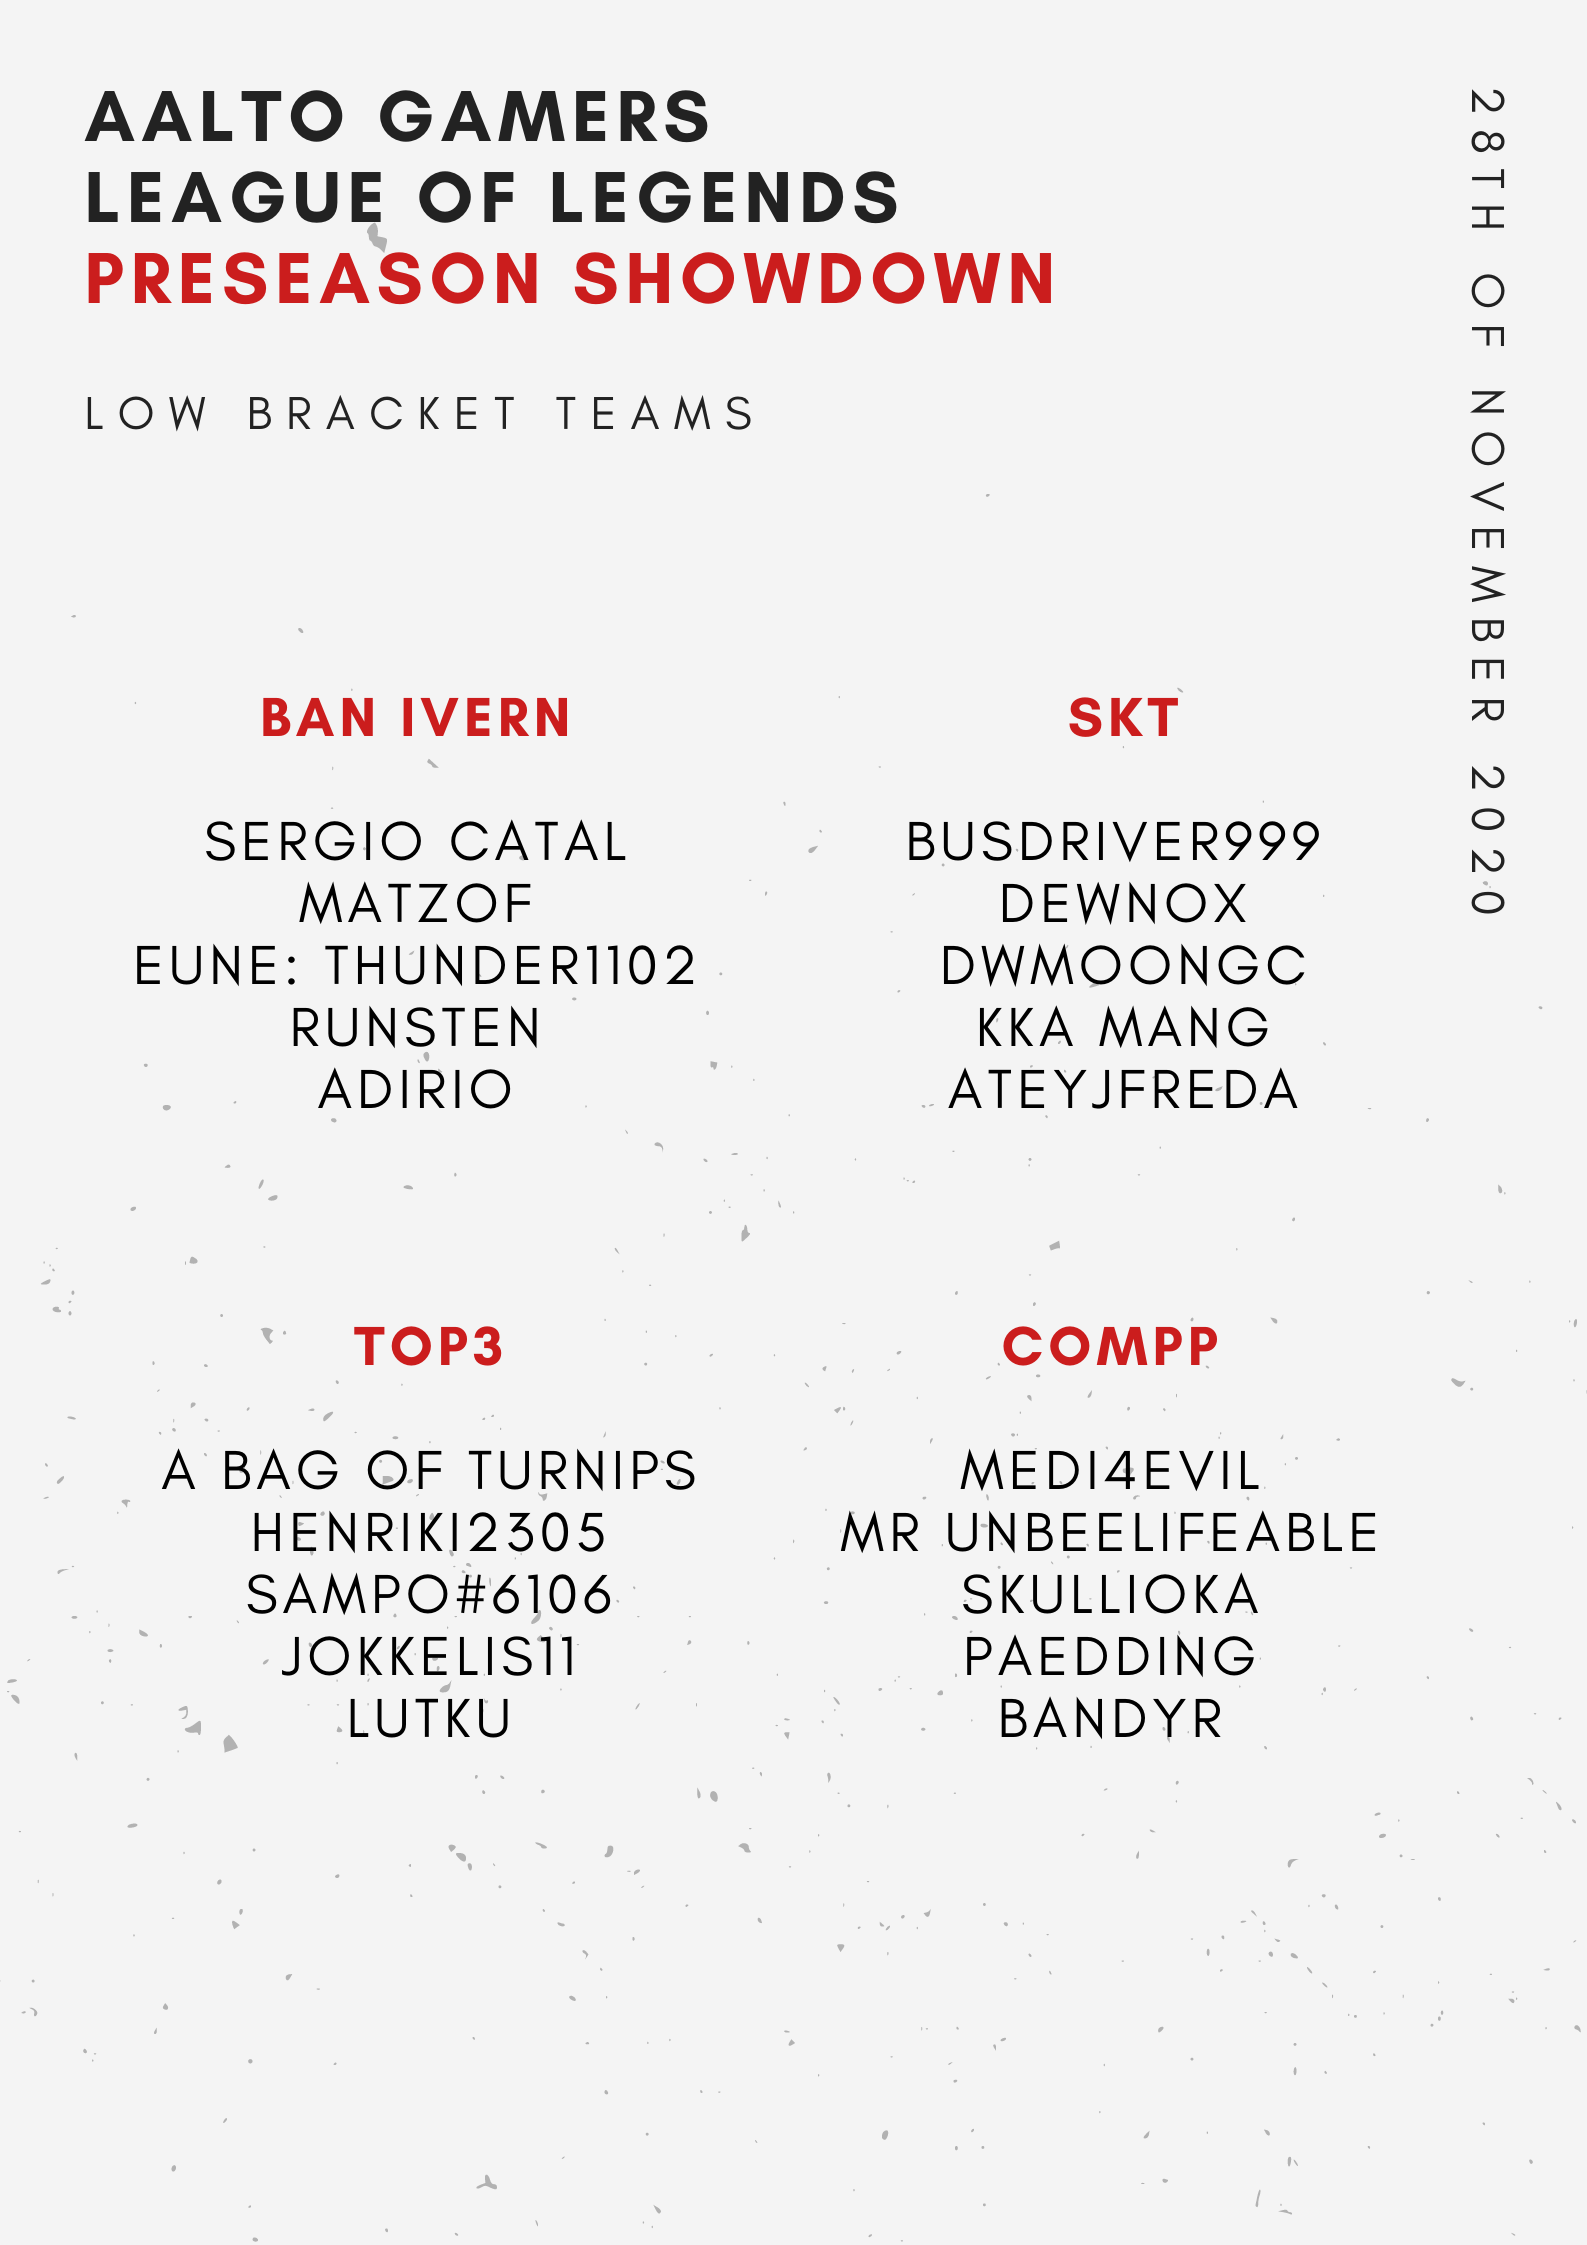 AALTO GAMERS
LEAGUE OF LEGENDS
PRESEASON SHOWDOWN
LOW BRACKET TEAMS
28TH OF NOVEMBER 2020
BAN IVERN
SERGIO CATAL
MATZOF
EUNE: THUNDER1102
RUNSTEN
ADIRIO
SKT
BUSDRIVER999
DEWNOX
DWMOONGC
KKA MANG
ATEYJFREDA
TOP3
A BAG OF TURNIPS
HENRIKI2305
SAMPO#6106
JOKKELIS11
LUTKU
COMPP
MEDI4EVIL
MR UNBEELIFEABLE
SKULLIOKA
PAEDDING
BANDYR